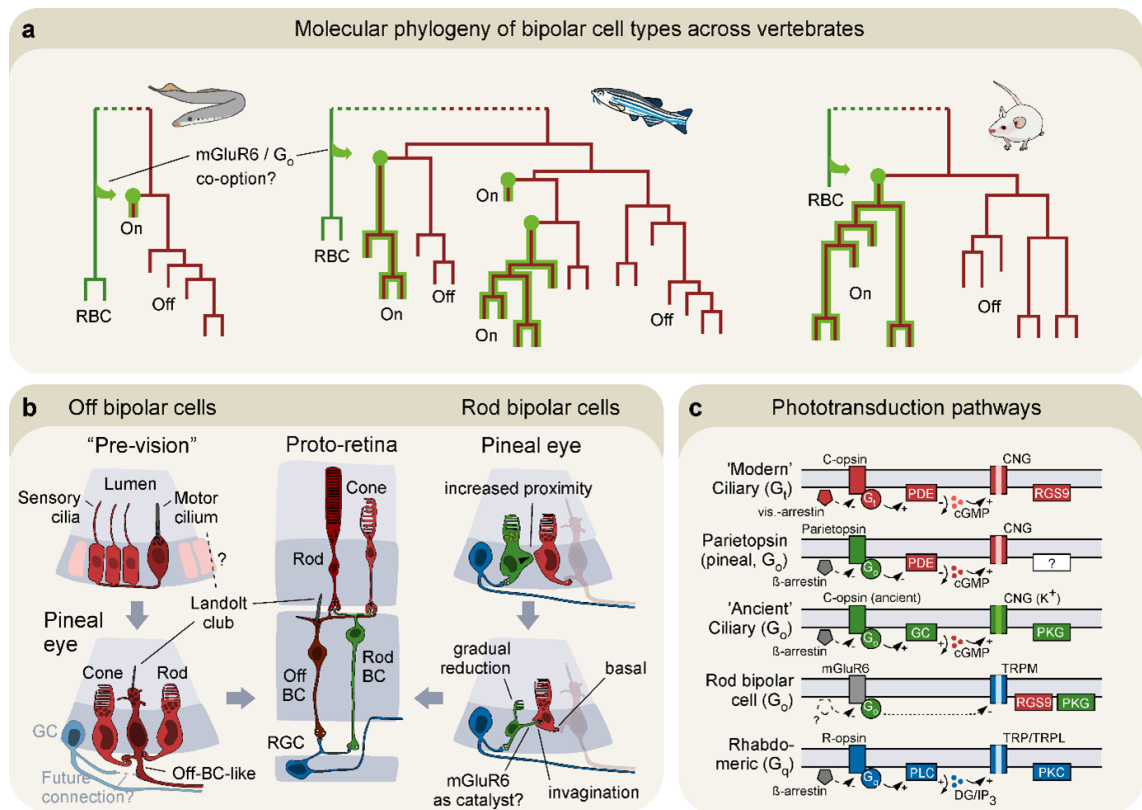 a
Molecular phylogeny of bipolar cell types across vertebrates
mGluR6 / Go
co-option?
On
Off
RBC
RBC
On
Off
On
On
Off
RBC
On
Off
b
Off bipolar cells
Rod bipolar cells
"Pre-vision"
Lumen
Sensory
cilia
Motor
cilium
?
Landolt
club
Pineal
eye
Cone
Rod
GC
Off-BC-like
Future
connection?
Proto-retina
Cone
Rod
Off
BC
Rod
BC
RGC
Pineal eye
increased proximity
gradual
reduction
basal
mGluR6
as catalyst?
invagination
c
Phototransduction pathways
'Modern'
Ciliary (Gt)
C-opsin
CNG
vis.-arrestin
Gt
PDE
cGMP
RGS9
- + - +
Parietopsin
(pineal, Go)
Parietopsin
CNG
ß-arrestin
Go
PDE
cGMP
?
- - - +
'Ancient'
Ciliary (Go)
C-opsin (ancient)
CNG (K+)
ß-arrestin
Go
GC
cGMP
PKG
- + + +
Rod bipolar
cell (Go)
mGluR6
TRPM
?
Go
RGS9
PKG
- -
Rhabdo-
meric (Gq)
R-opsin
TRP/TRPL
ß-arrestin
Gq
PLC
DG/IP3
PKC
- + + +